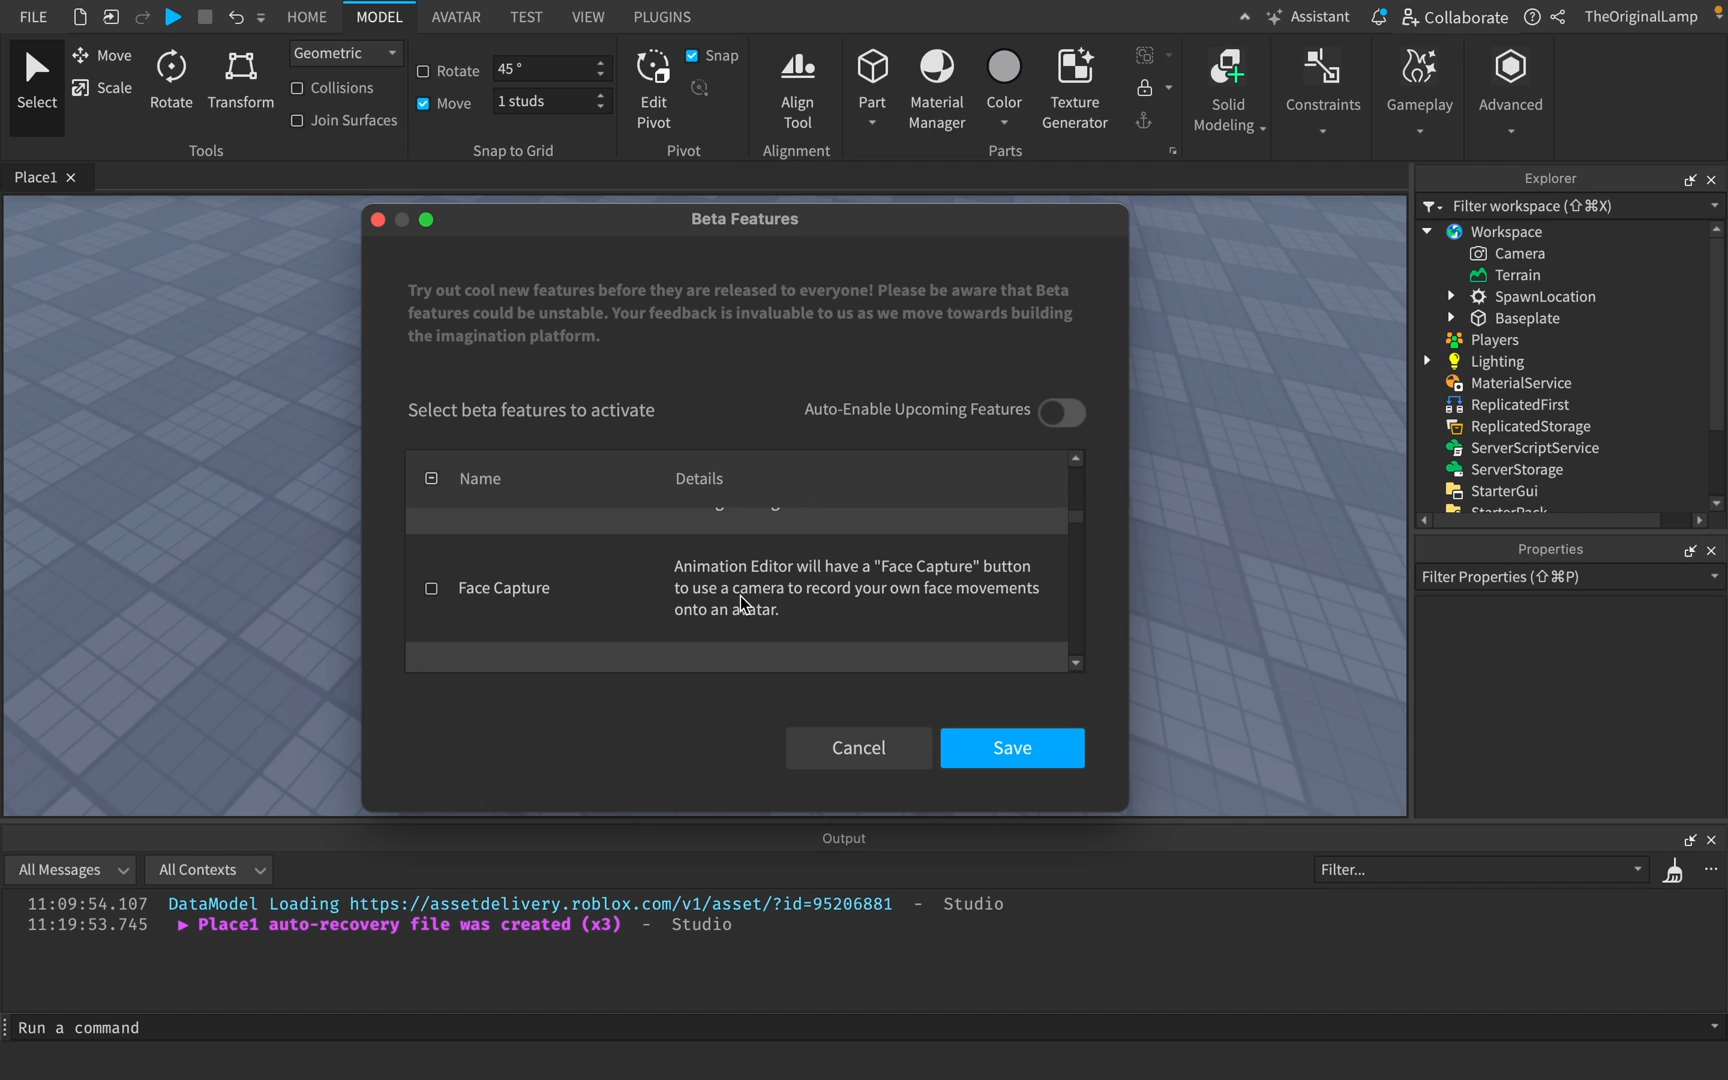 FILE HOME MODEL AVATAR TEST VIEW PLUGINS Assistant Collaborate TheOriginalLamp
Select Move Scale Rotate Transform Geometric Collisions Join Surfaces
Tools
Rotate 45 °
Move 1 studs
Snap to Grid
Edit Pivot Snap
Pivot
Align Tool
Alignment
Part Material Manager Color Texture Generator
Parts
Solid Modeling Constraints Gameplay Advanced
Place1
Beta Features
Try out cool new features before they are released to everyone! Please be aware that Beta
features could be unstable. Your feedback is invaluable to us as we move towards building
the imagination platform.
Select beta features to activate Auto-Enable Upcoming Features
Name Details
Face Capture
Animation Editor will have a "Face Capture" button
to use a camera to record your own face movements
onto an avatar.
Cancel Save
Explorer
Filter workspace (⇧⌘X)
Workspace
Camera
Terrain
SpawnLocation
Baseplate
Players
Lighting
MaterialService
ReplicatedFirst
ReplicatedStorage
ServerScriptService
ServerStorage
StarterGui
StarterPack
Properties
Filter Properties (⇧⌘P)
Output
All Messages All Contexts Filter...
11:09:54.107 DataModel Loading https://assetdelivery.roblox.com/v1/asset/?id=95206881 - Studio
11:19:53.745 ▶ Place1 auto-recovery file was created (x3) - Studio
Run a command